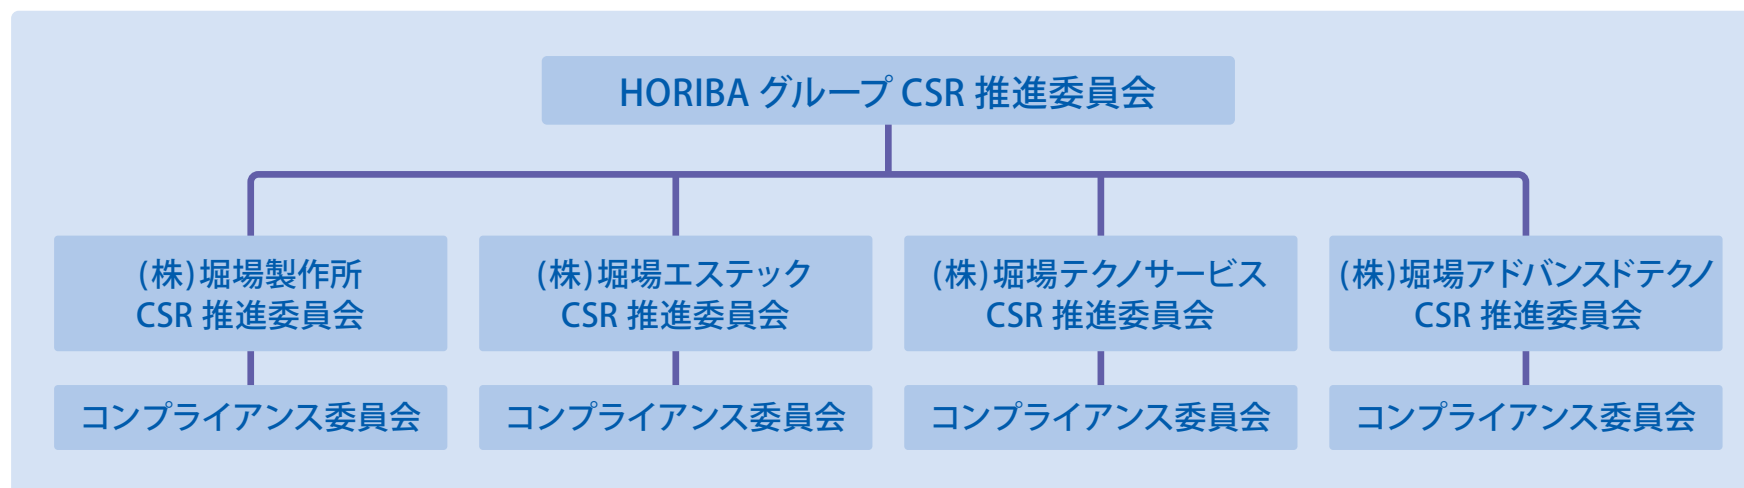 HORIBA グループ CSR 推進委員会
(株)堀場製作所
CSR 推進委員会
(株)堀場エステック
CSR 推進委員会
(株)堀場テクノサービス
CSR 推進委員会
(株)堀場アドバンスドテクノ
CSR 推進委員会
コンプライアンス委員会
コンプライアンス委員会
コンプライアンス委員会
コンプライアンス委員会